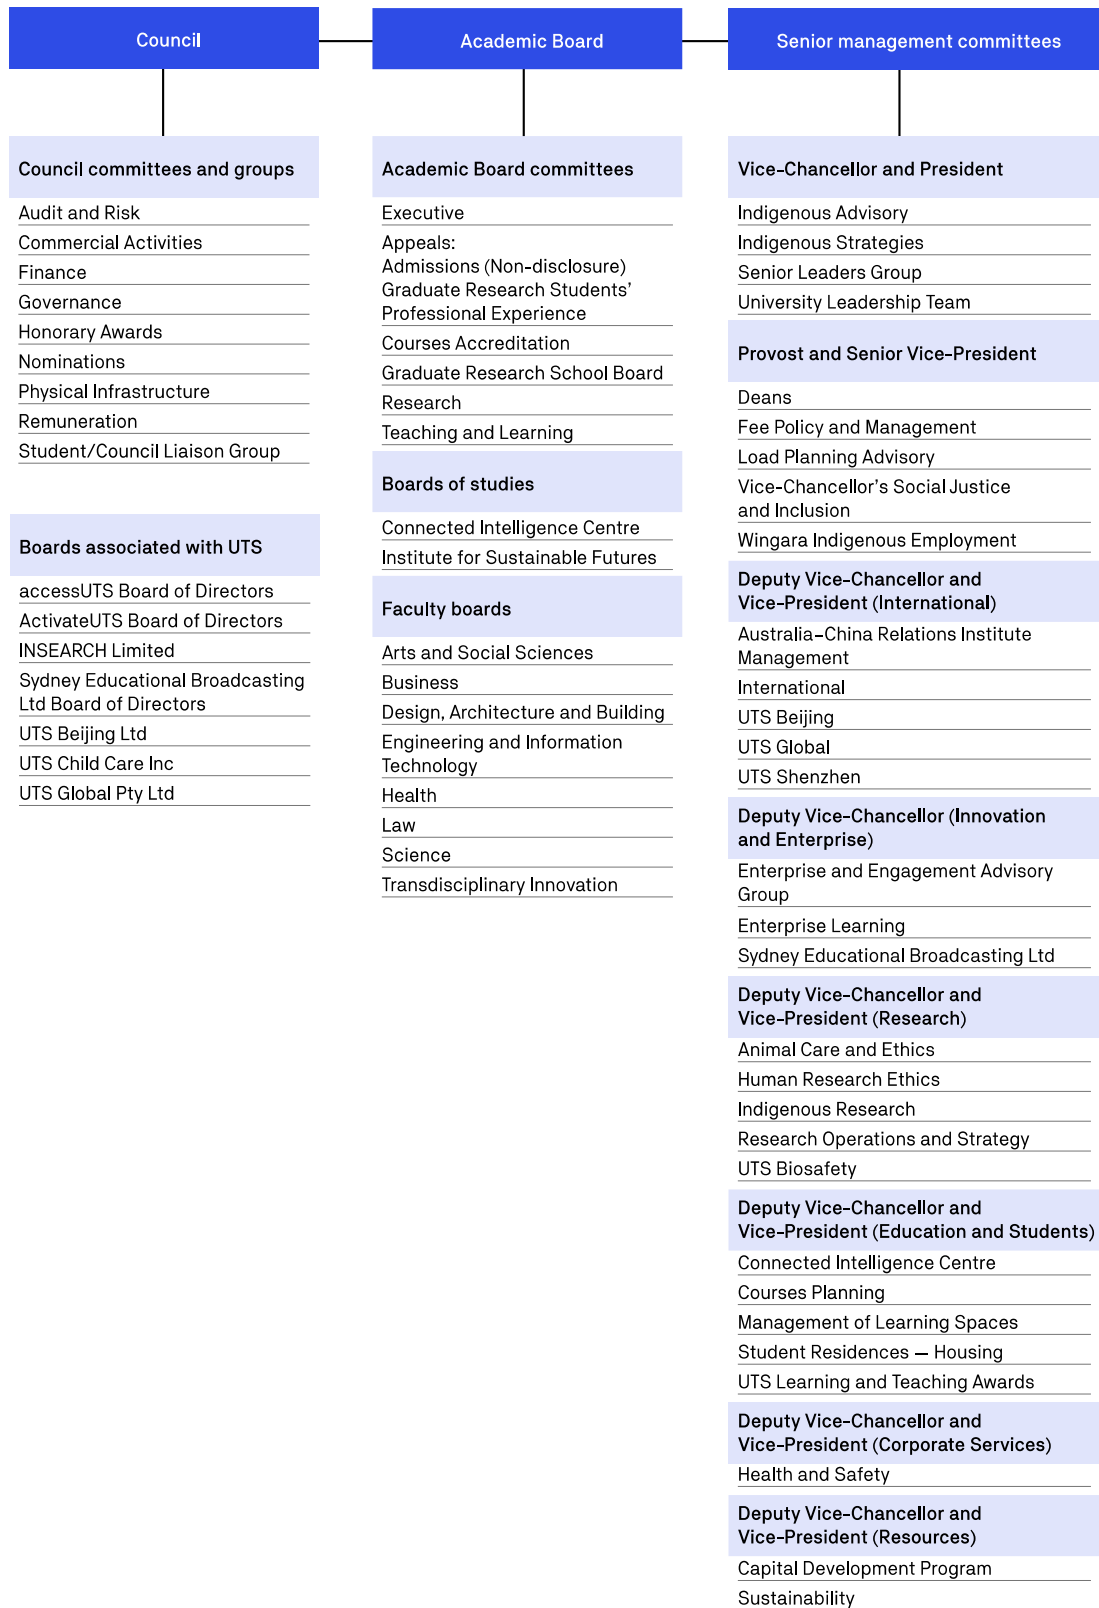 Council
Academic Board
Senior management committees
Council committees and groups
Audit and Risk
Commercial Activities
Finance
Governance
Honorary Awards
Nominations
Physical Infrastructure
Remuneration
Student/Council Liaison Group
Boards associated with UTS
accessUTS Board of Directors
ActivateUTS Board of Directors
INSEARCH Limited
Sydney Educational Broadcasting
Ltd Board of Directors
UTS Beijing Ltd
UTS Child Care Inc
UTS Global Pty Ltd
Academic Board committees
Executive
Appeals:
Admissions (Non-disclosure)
Graduate Research Students’
Professional Experience
Courses Accreditation
Graduate Research School Board
Research
Teaching and Learning
Boards of studies
Connected Intelligence Centre
Institute for Sustainable Futures
Faculty boards
Arts and Social Sciences
Business
Design, Architecture and Building
Engineering and Information
Technology
Health
Law
Science
Transdisciplinary Innovation
Vice-Chancellor and President
Indigenous Advisory
Indigenous Strategies
Senior Leaders Group
University Leadership Team
Provost and Senior Vice-President
Deans
Fee Policy and Management
Load Planning Advisory
Vice-Chancellor’s Social Justice
and Inclusion
Wingara Indigenous Employment
Deputy Vice-Chancellor and
Vice-President (International)
Australia–China Relations Institute
Management
International
UTS Beijing
UTS Global
UTS Shenzhen
Deputy Vice-Chancellor (Innovation
and Enterprise)
Enterprise and Engagement Advisory
Group
Enterprise Learning
Sydney Educational Broadcasting Ltd
Deputy Vice-Chancellor and
Vice-President (Research)
Animal Care and Ethics
Human Research Ethics
Indigenous Research
Research Operations and Strategy
UTS Biosafety
Deputy Vice-Chancellor and
Vice-President (Education and Students)
Connected Intelligence Centre
Courses Planning
Management of Learning Spaces
Student Residences — Housing
UTS Learning and Teaching Awards
Deputy Vice-Chancellor and
Vice-President (Corporate Services)
Health and Safety
Deputy Vice-Chancellor and
Vice-President (Resources)
Capital Development Program
Sustainability